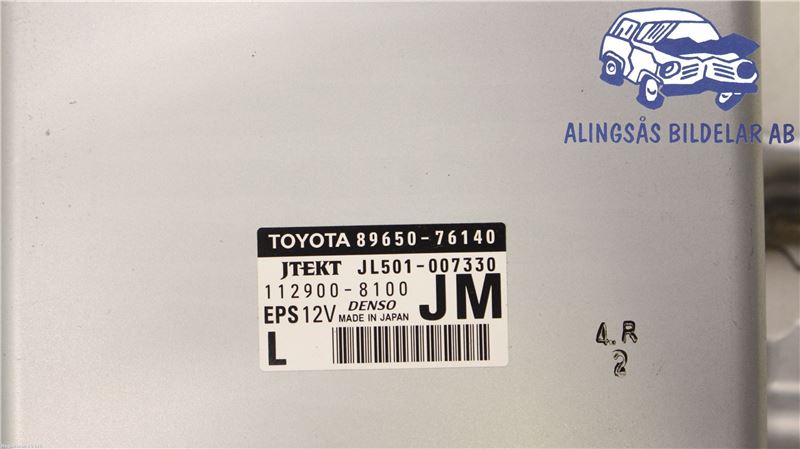 ALINGSÅS BILDELAR AB
TOYOTA 89650-76140
JTEKT JL501-007330
112900-8100
JM
EPS 12V DENSO
MADE IN JAPAN
L
4.R
2